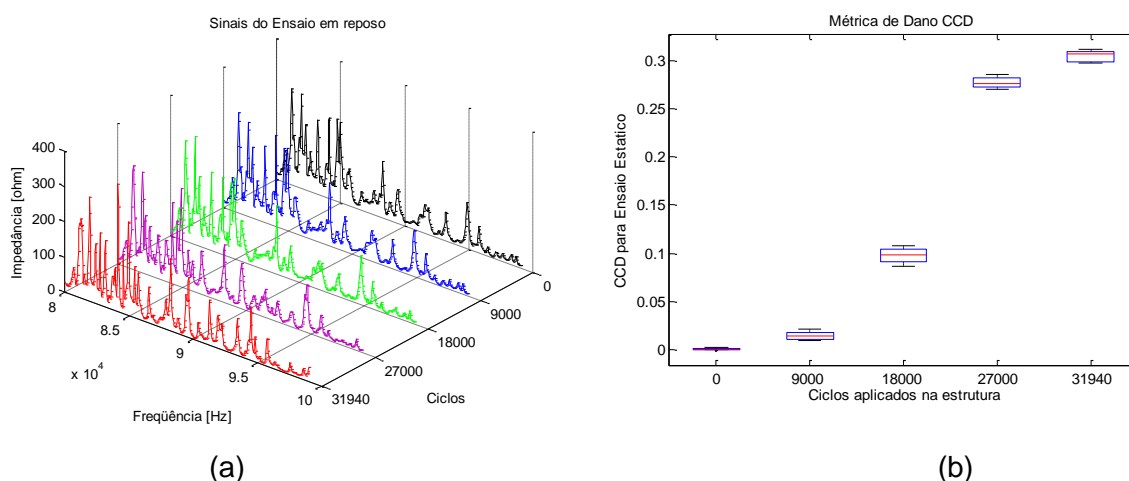 Sinais do Ensaio em reposo
400
300
200
100
0
Impedância [ohm]
8
8.5
9
9.5
10
x 10⁴
Freqüência [Hz]
0
9000
18000
27000
31940
Ciclos
(a)
Métrica de Dano CCD
0.3
0.25
0.2
0.15
0.1
0.05
0
CCD para Ensaio Estatico
0 9000 18000 27000 31940
Ciclos aplicados na estrutura
(b)